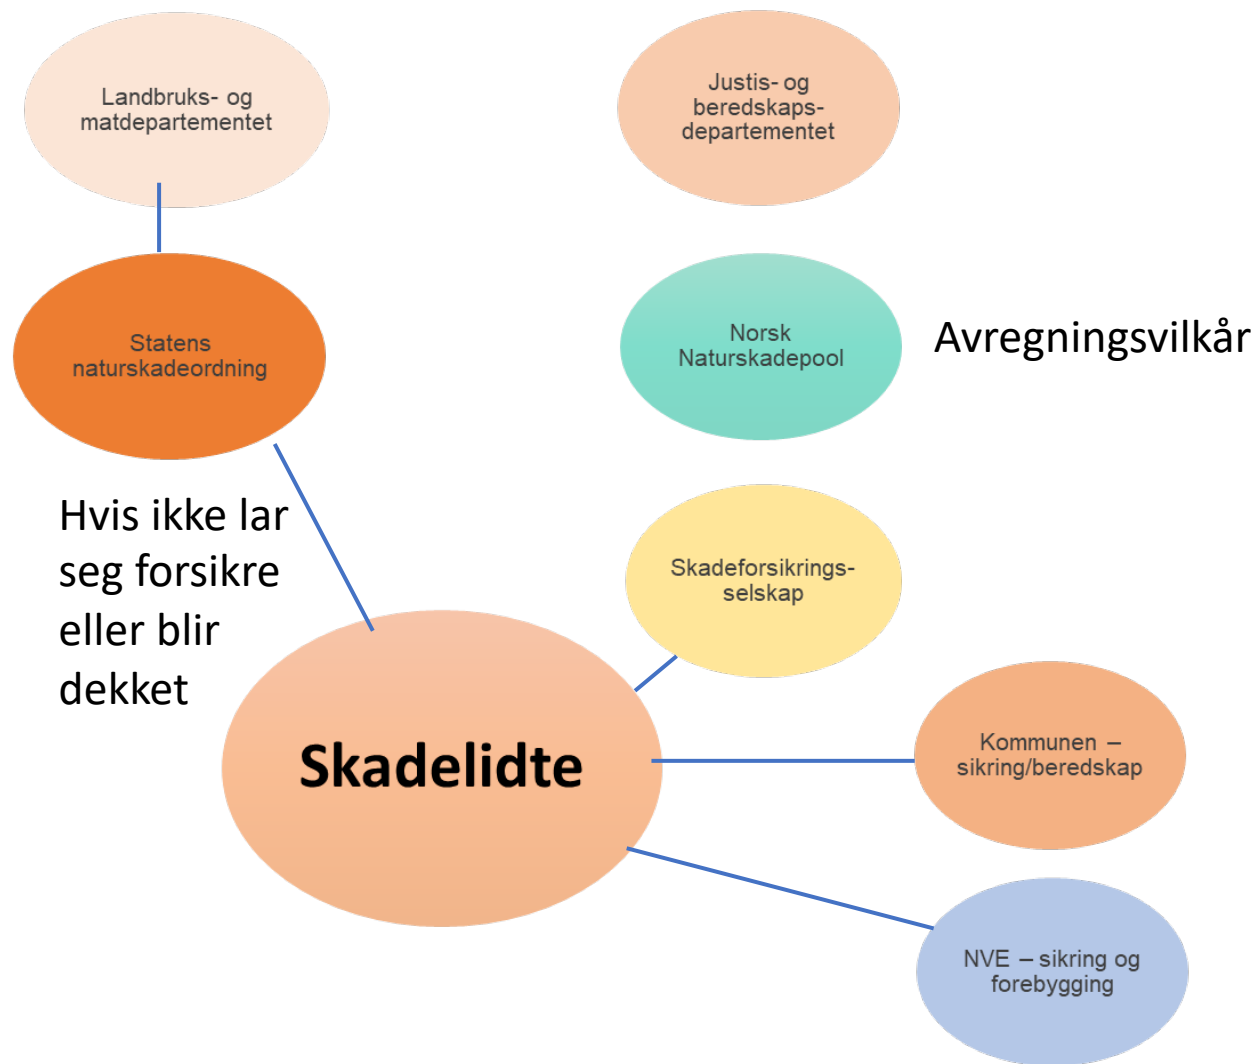 Landbruks- og
matdepartementet
Justis- og
beredskaps-
departementet
Statens
naturskadeordning
Norsk
Naturskadepool
Avregningsvilkår
Hvis ikke lar
seg forsikre
eller blir
dekket
Skadeforsikrings-
selskap
Skadelidte
Kommunen –
sikring/beredskap
NVE – sikring og
forebygging